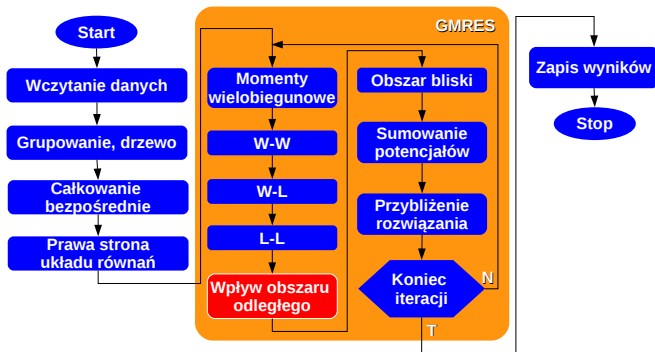 Start
Wczytanie danych
Grupowanie, drzewo
Całkowanie
bezpośrednie
Prawa strona
układu równań
GMRES
Momenty
wielobiegunowe
W-W
W-L
L-L
Wpływ obszaru
odległego
Obszar bliski
Sumowanie
potencjałów
Przybliżenie
rozwiązania
Koniec
iteracji
N
T
Zapis wyników
Stop